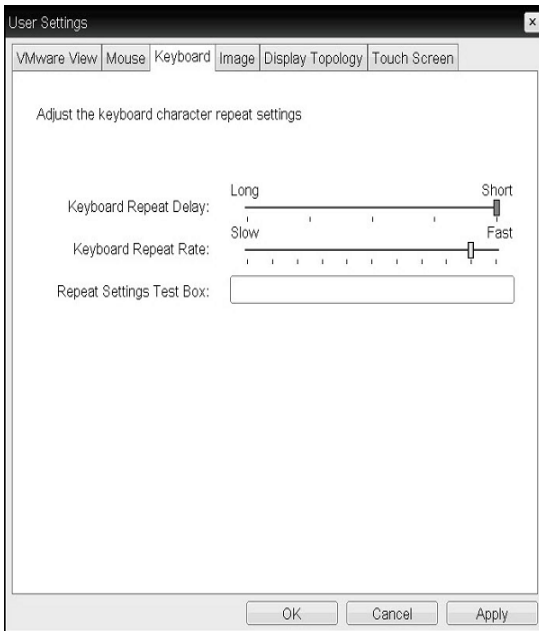 User Settings
VMware View Mouse Keyboard Image Display Topology Touch Screen
Adjust the keyboard character repeat settings
Long Short
Keyboard Repeat Delay:
Slow Fast
Keyboard Repeat Rate:
Repeat Settings Test Box:
OK Cancel Apply